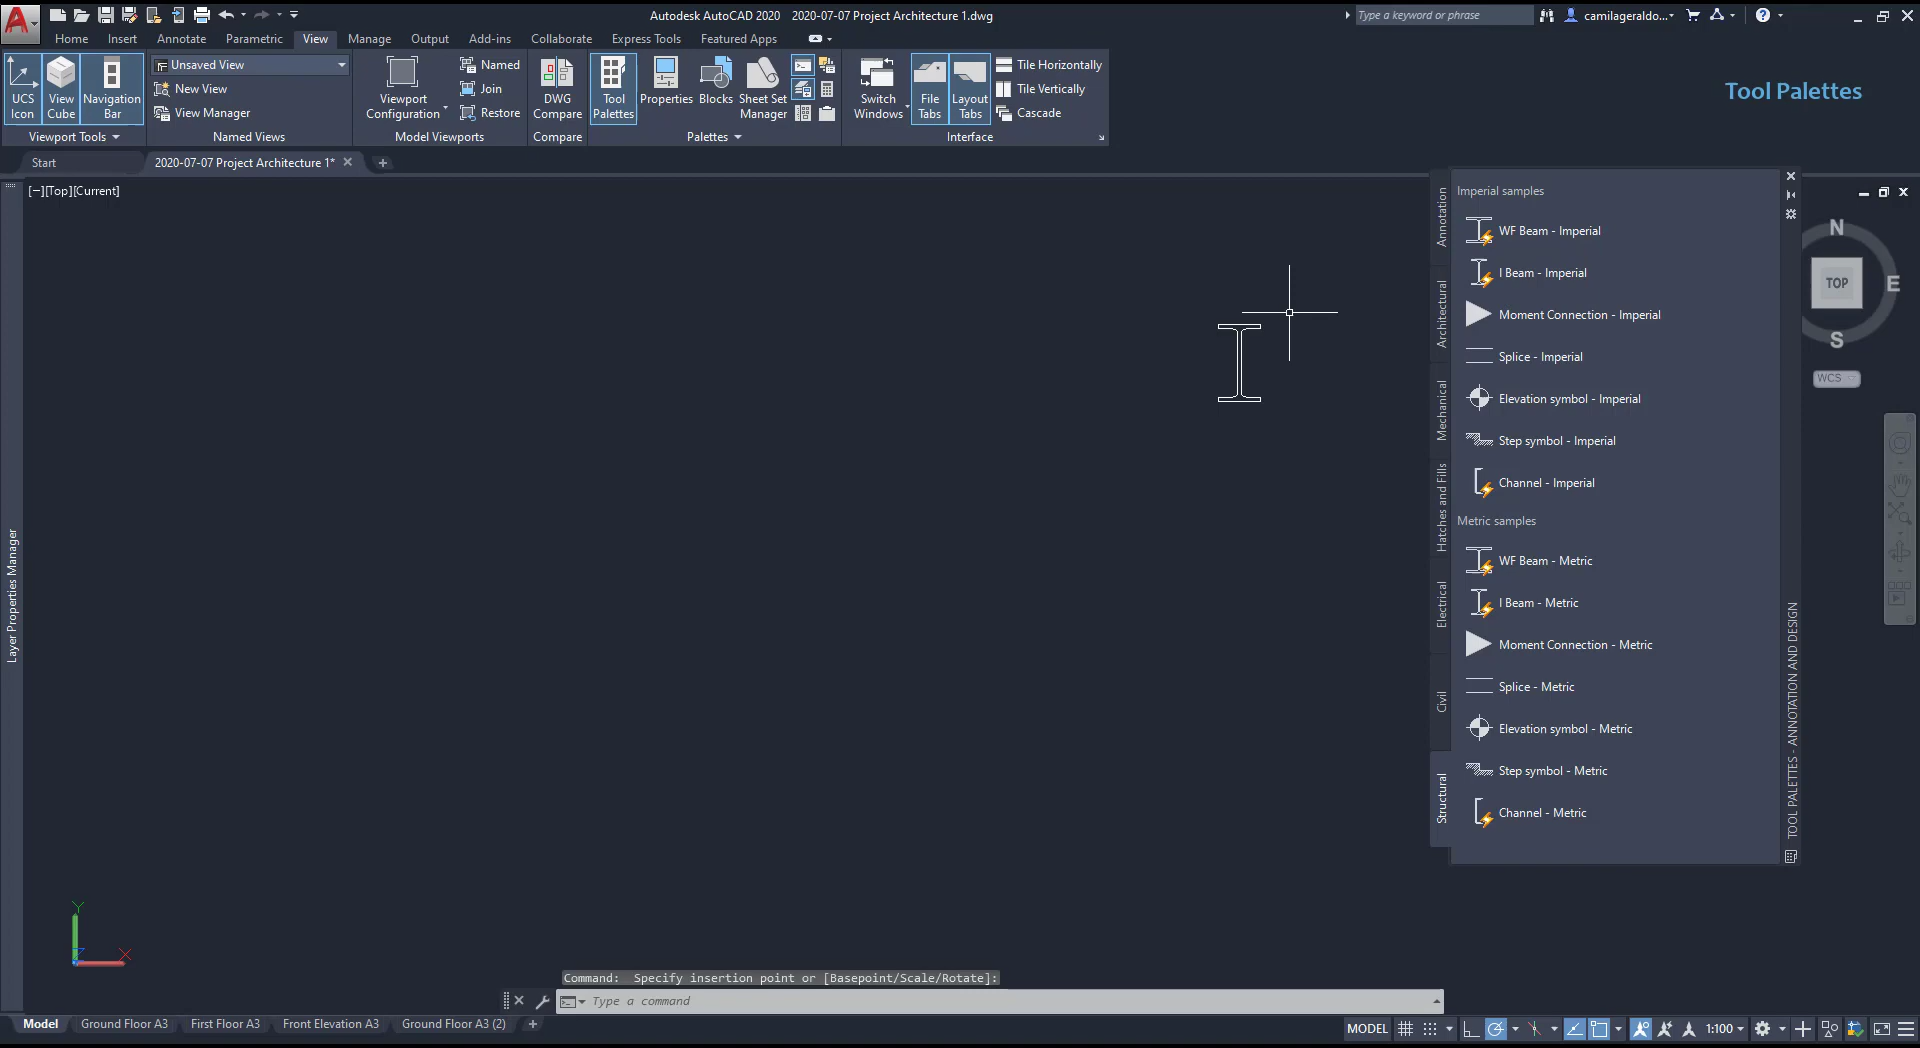 Autodesk AutoCAD 2020 2020-07-07 Project Architecture 1.dwg
Type a keyword or phrase
camilageraldo...
Home Insert Annotate Parametric View Manage Output Add-ins Collaborate Express Tools Featured Apps
UCS Icon
View Cube
Navigation Bar
Viewport Tools
Unsaved View
New View
View Manager
Named Views
Viewport Configuration
Named
Join
Restore
Model Viewports
DWG Compare
Compare
Tool Palettes
Properties
Blocks
Sheet Set Manager
Palettes
Switch Windows
File Tabs
Layout Tabs
Tile Horizontally
Tile Vertically
Cascade
Interface
Tool Palettes
Start
2020-07-07 Project Architecture 1*
[−][Top][Current]
Layer Properties Manager
Annotation
Architectural
Mechanical
Hatches and Fills
Electrical
Civil
Structural
Imperial samples
WF Beam - Imperial
I Beam - Imperial
Moment Connection - Imperial
Splice - Imperial
Elevation symbol - Imperial
Step symbol - Imperial
Channel - Imperial
Metric samples
WF Beam - Metric
I Beam - Metric
Moment Connection - Metric
Splice - Metric
Elevation symbol - Metric
Step symbol - Metric
Channel - Metric
TOOL PALETTES - ANNOTATION AND DESIGN
N
TOP
E
S
WCS
Y
X
Command: Specify insertion point or [Basepoint/Scale/Rotate]:
Type a command
Model Ground Floor A3 First Floor A3 Front Elevation A3 Ground Floor A3 (2)
MODEL
1:100